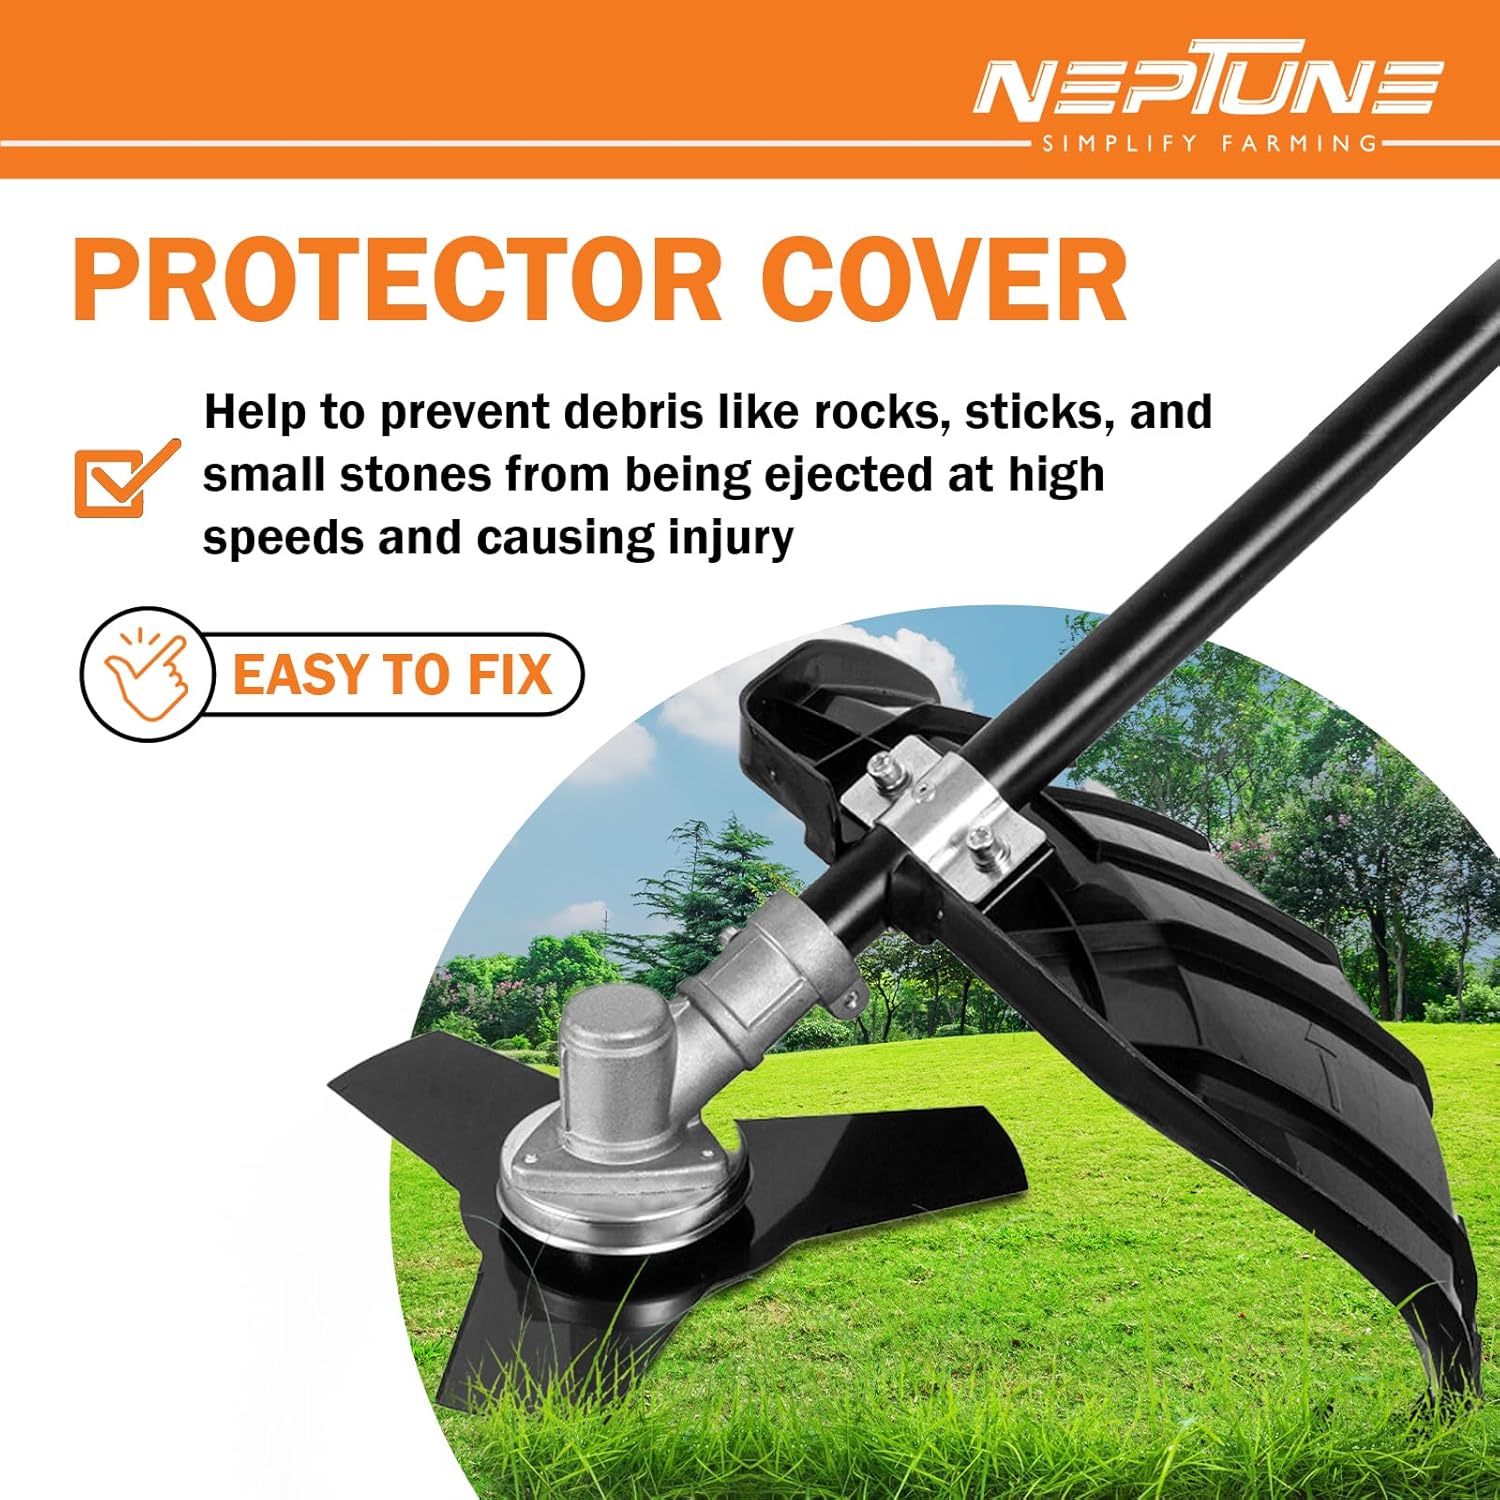 NEPTUNE
SIMPLIFY FARMING
PROTECTOR COVER
Help to prevent debris like rocks, sticks, and
small stones from being ejected at high
speeds and causing injury
EASY TO FIX